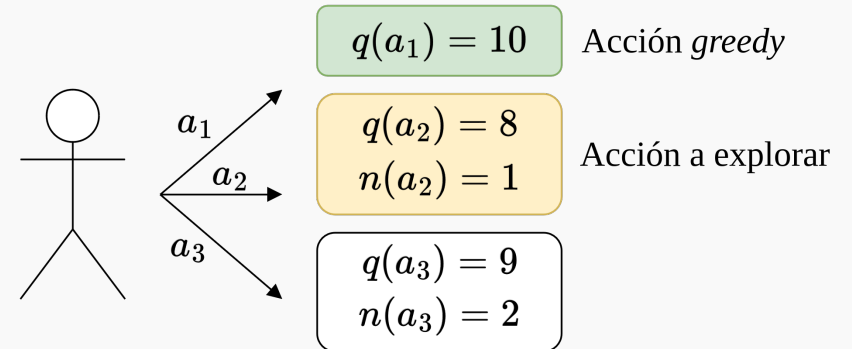 q(a₁) = 10
Acción greedy
a₁
q(a₂) = 8
n(a₂) = 1
Acción a explorar
a₂
a₃
q(a₃) = 9
n(a₃) = 2